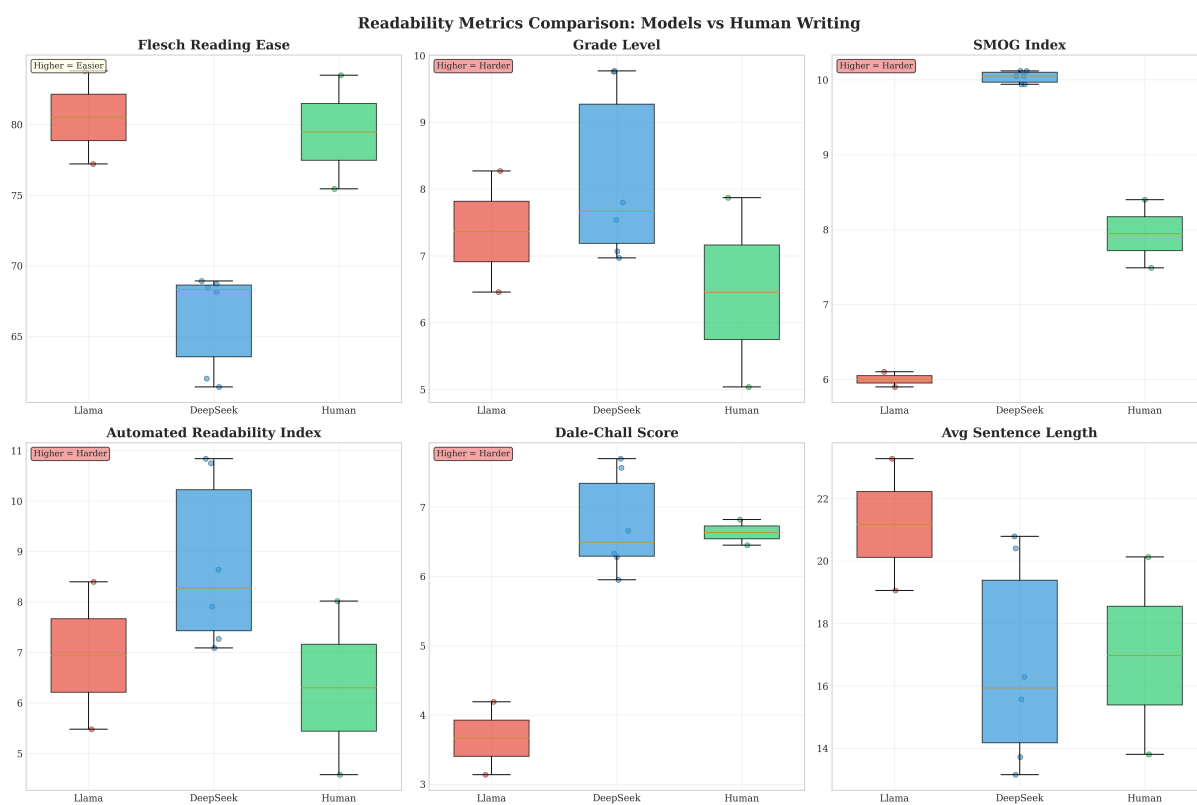 Readability Metrics Comparison: Models vs Human Writing
Flesch Reading Ease
Higher = Easier
80
75
70
65
Llama
DeepSeek
Human
Grade Level
Higher = Harder
10
9
8
7
6
5
Llama
DeepSeek
Human
SMOG Index
Higher = Harder
10
9
8
7
6
Llama
DeepSeek
Human
Automated Readability Index
Higher = Harder
11
10
9
8
7
6
5
Llama
DeepSeek
Human
Dale-Chall Score
Higher = Harder
7
6
5
4
3
Llama
DeepSeek
Human
Avg Sentence Length
22
20
18
16
14
Llama
DeepSeek
Human